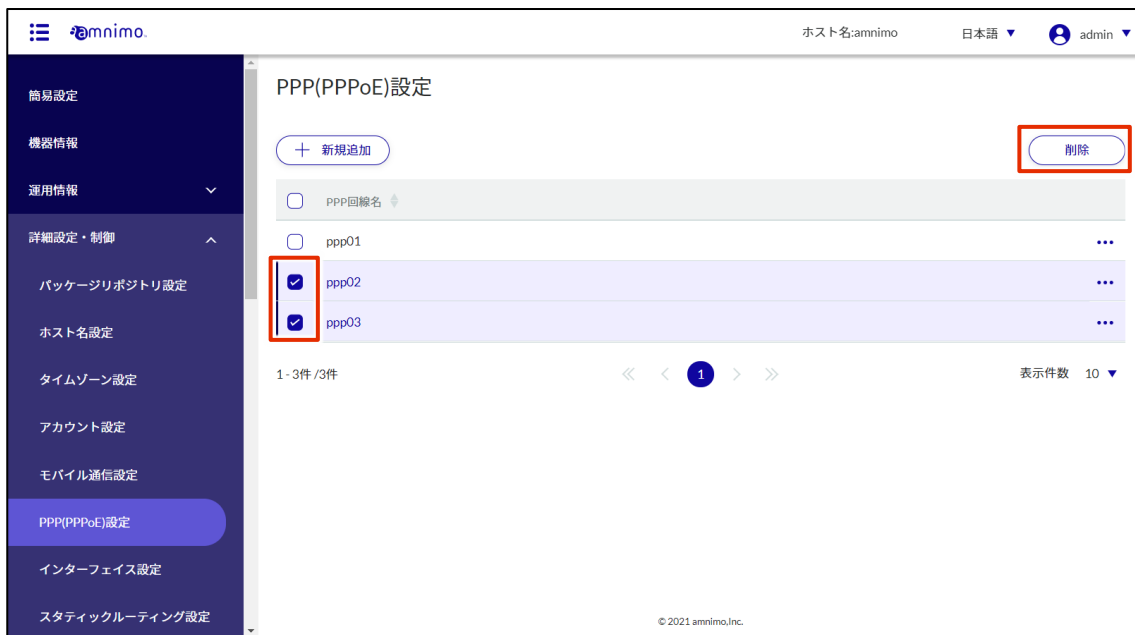 amnimo.
ホスト名:amnimo
日本語 ▼
admin ▼
簡易設定
機器情報
運用情報
詳細設定・制御
パッケージリポジトリ設定
ホスト名設定
タイムゾーン設定
アカウント設定
モバイル通信設定
PPP(PPPoE)設定
インターフェイス設定
スタティックルーティング設定
PPP(PPPoE)設定
＋ 新規追加
削除
PPP回線名
ppp01
ppp02
ppp03
1 - 3件 /3件
1
表示件数 10 ▼
© 2021 amnimo,Inc.